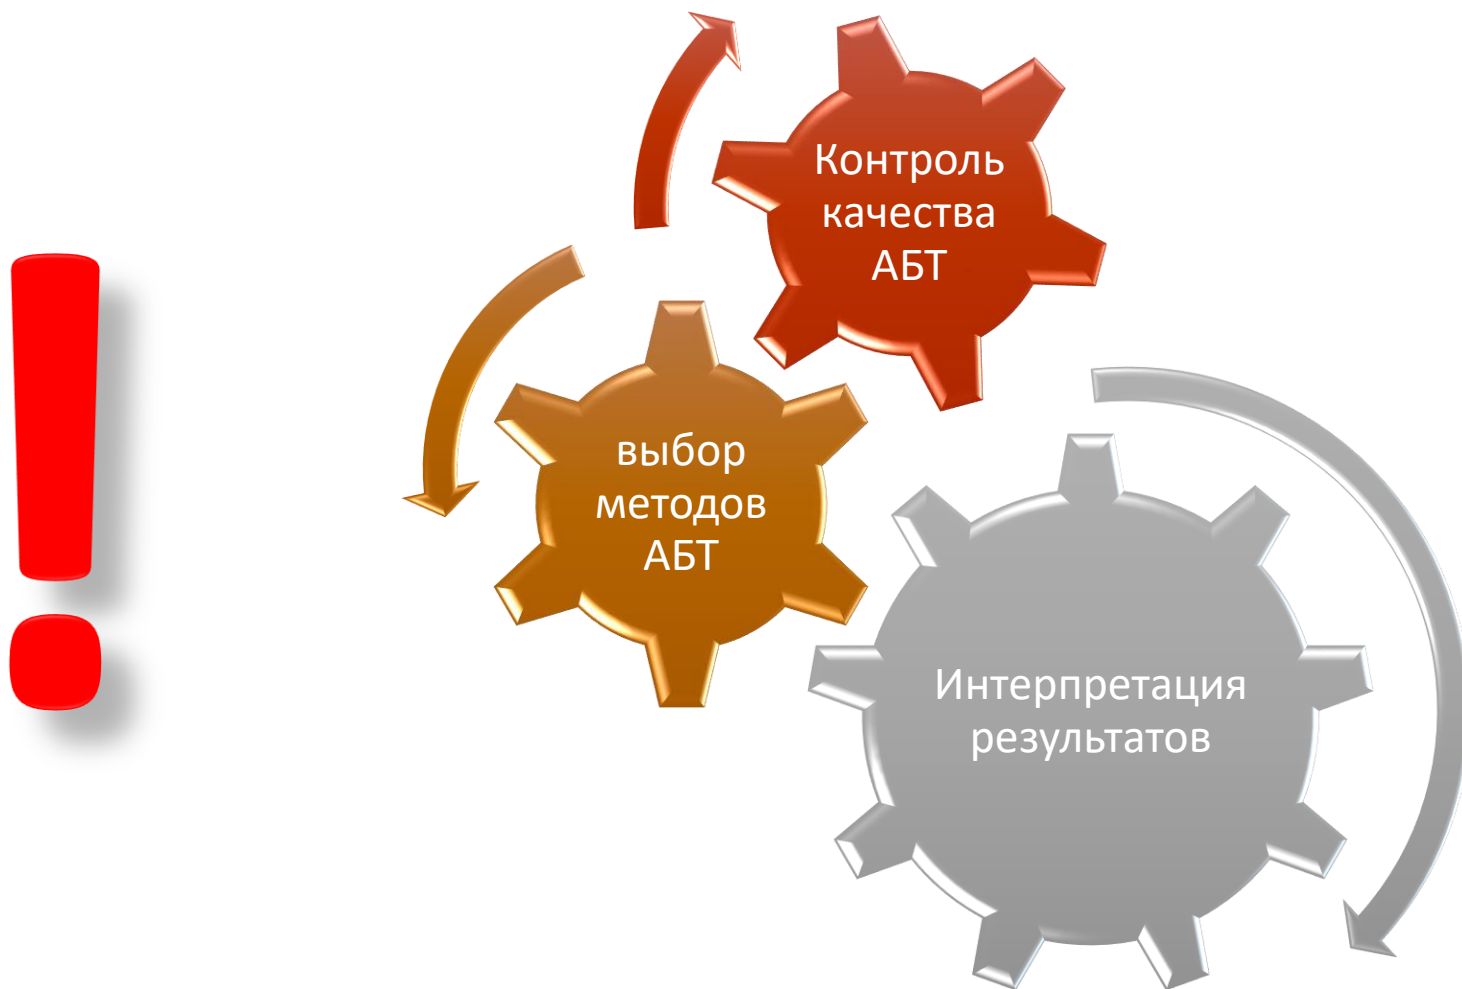 Контроль
качества
АБТ
выбор
методов
АБТ
Интерпретация
результатов
!